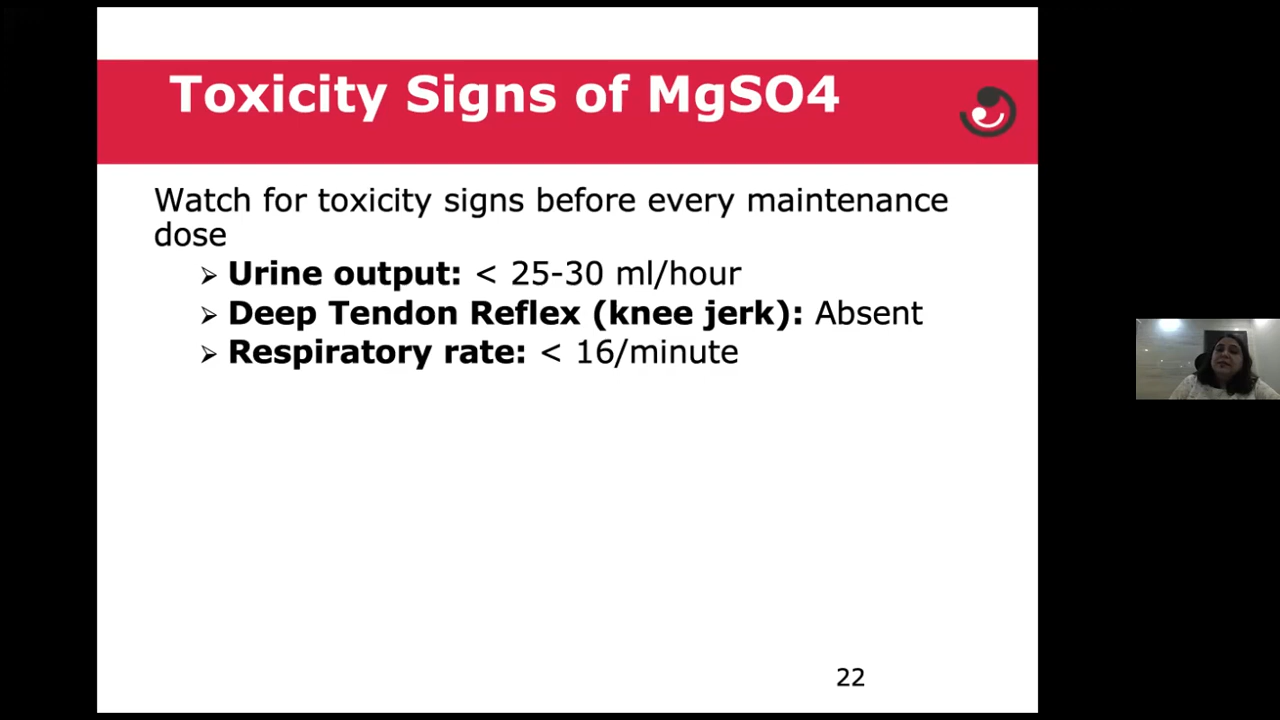 Toxicity Signs of MgSO4
Watch for toxicity signs before every maintenance
dose
➢ Urine output: < 25-30 ml/hour
➢ Deep Tendon Reflex (knee jerk): Absent
➢ Respiratory rate: < 16/minute
22